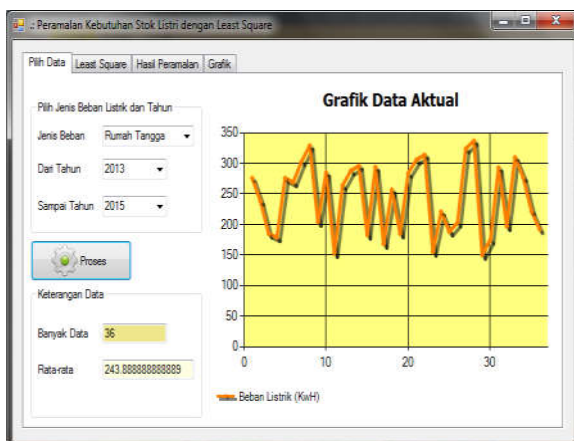 .: Peramalan Kebutuhan Stok Listri dengan Least Square
Pilih Data
Least Square
Hasil Peramalan
Grafik
Pilih Jenis Beban Listrik dan Tahun
Jenis Beban
Rumah Tangga
Dari Tahun
2013
Sampai Tahun
2015
Proses
Keterangan Data
Banyak Data
36
Rata-rata
243.888888888889
Grafik Data Aktual
350
300
250
200
150
100
50
0
0
10
20
30
Beban Listrik (KwH)